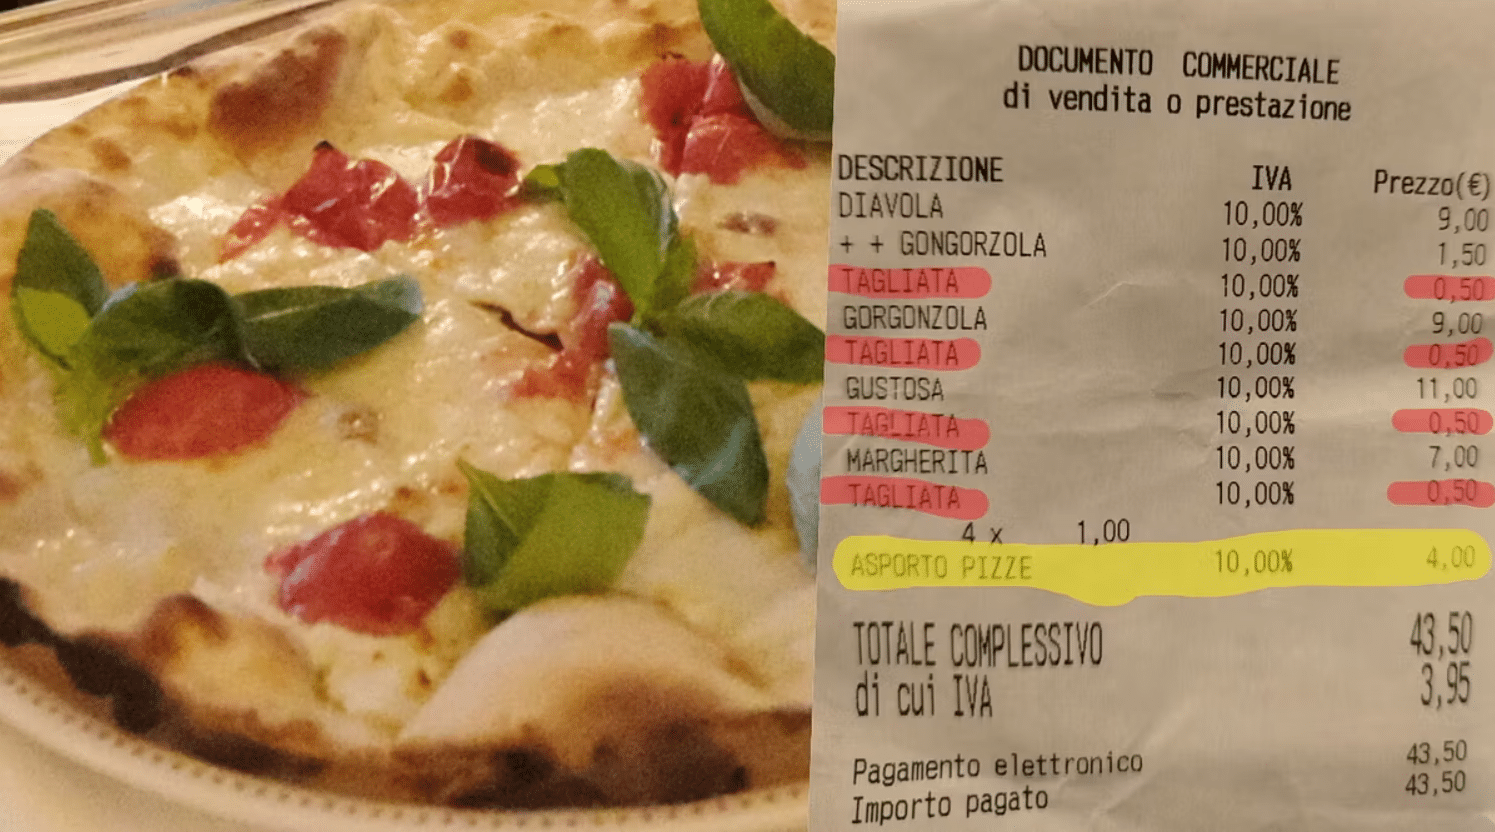 DOCUMENTO COMMERCIALE
di vendita o prestazione
DESCRIZIONE IVA Prezzo(€)
DIAVOLA 10,00% 9,00
+ + GONGORZOLA 10,00% 1,50
TAGLIATA 10,00% 0,50
GORGONZOLA 10,00% 9,00
TAGLIATA 10,00% 0,50
GUSTOSA 10,00% 11,00
TAGLIATA 10,00% 0,50
MARGHERITA 10,00% 7,00
TAGLIATA 10,00% 0,50
4 x 1,00
ASPORTO PIZZE 10,00% 4,00
TOTALE COMPLESSIVO 43,50
di cui IVA 3,95
Pagamento elettronico 43,50
Importo pagato 43,50